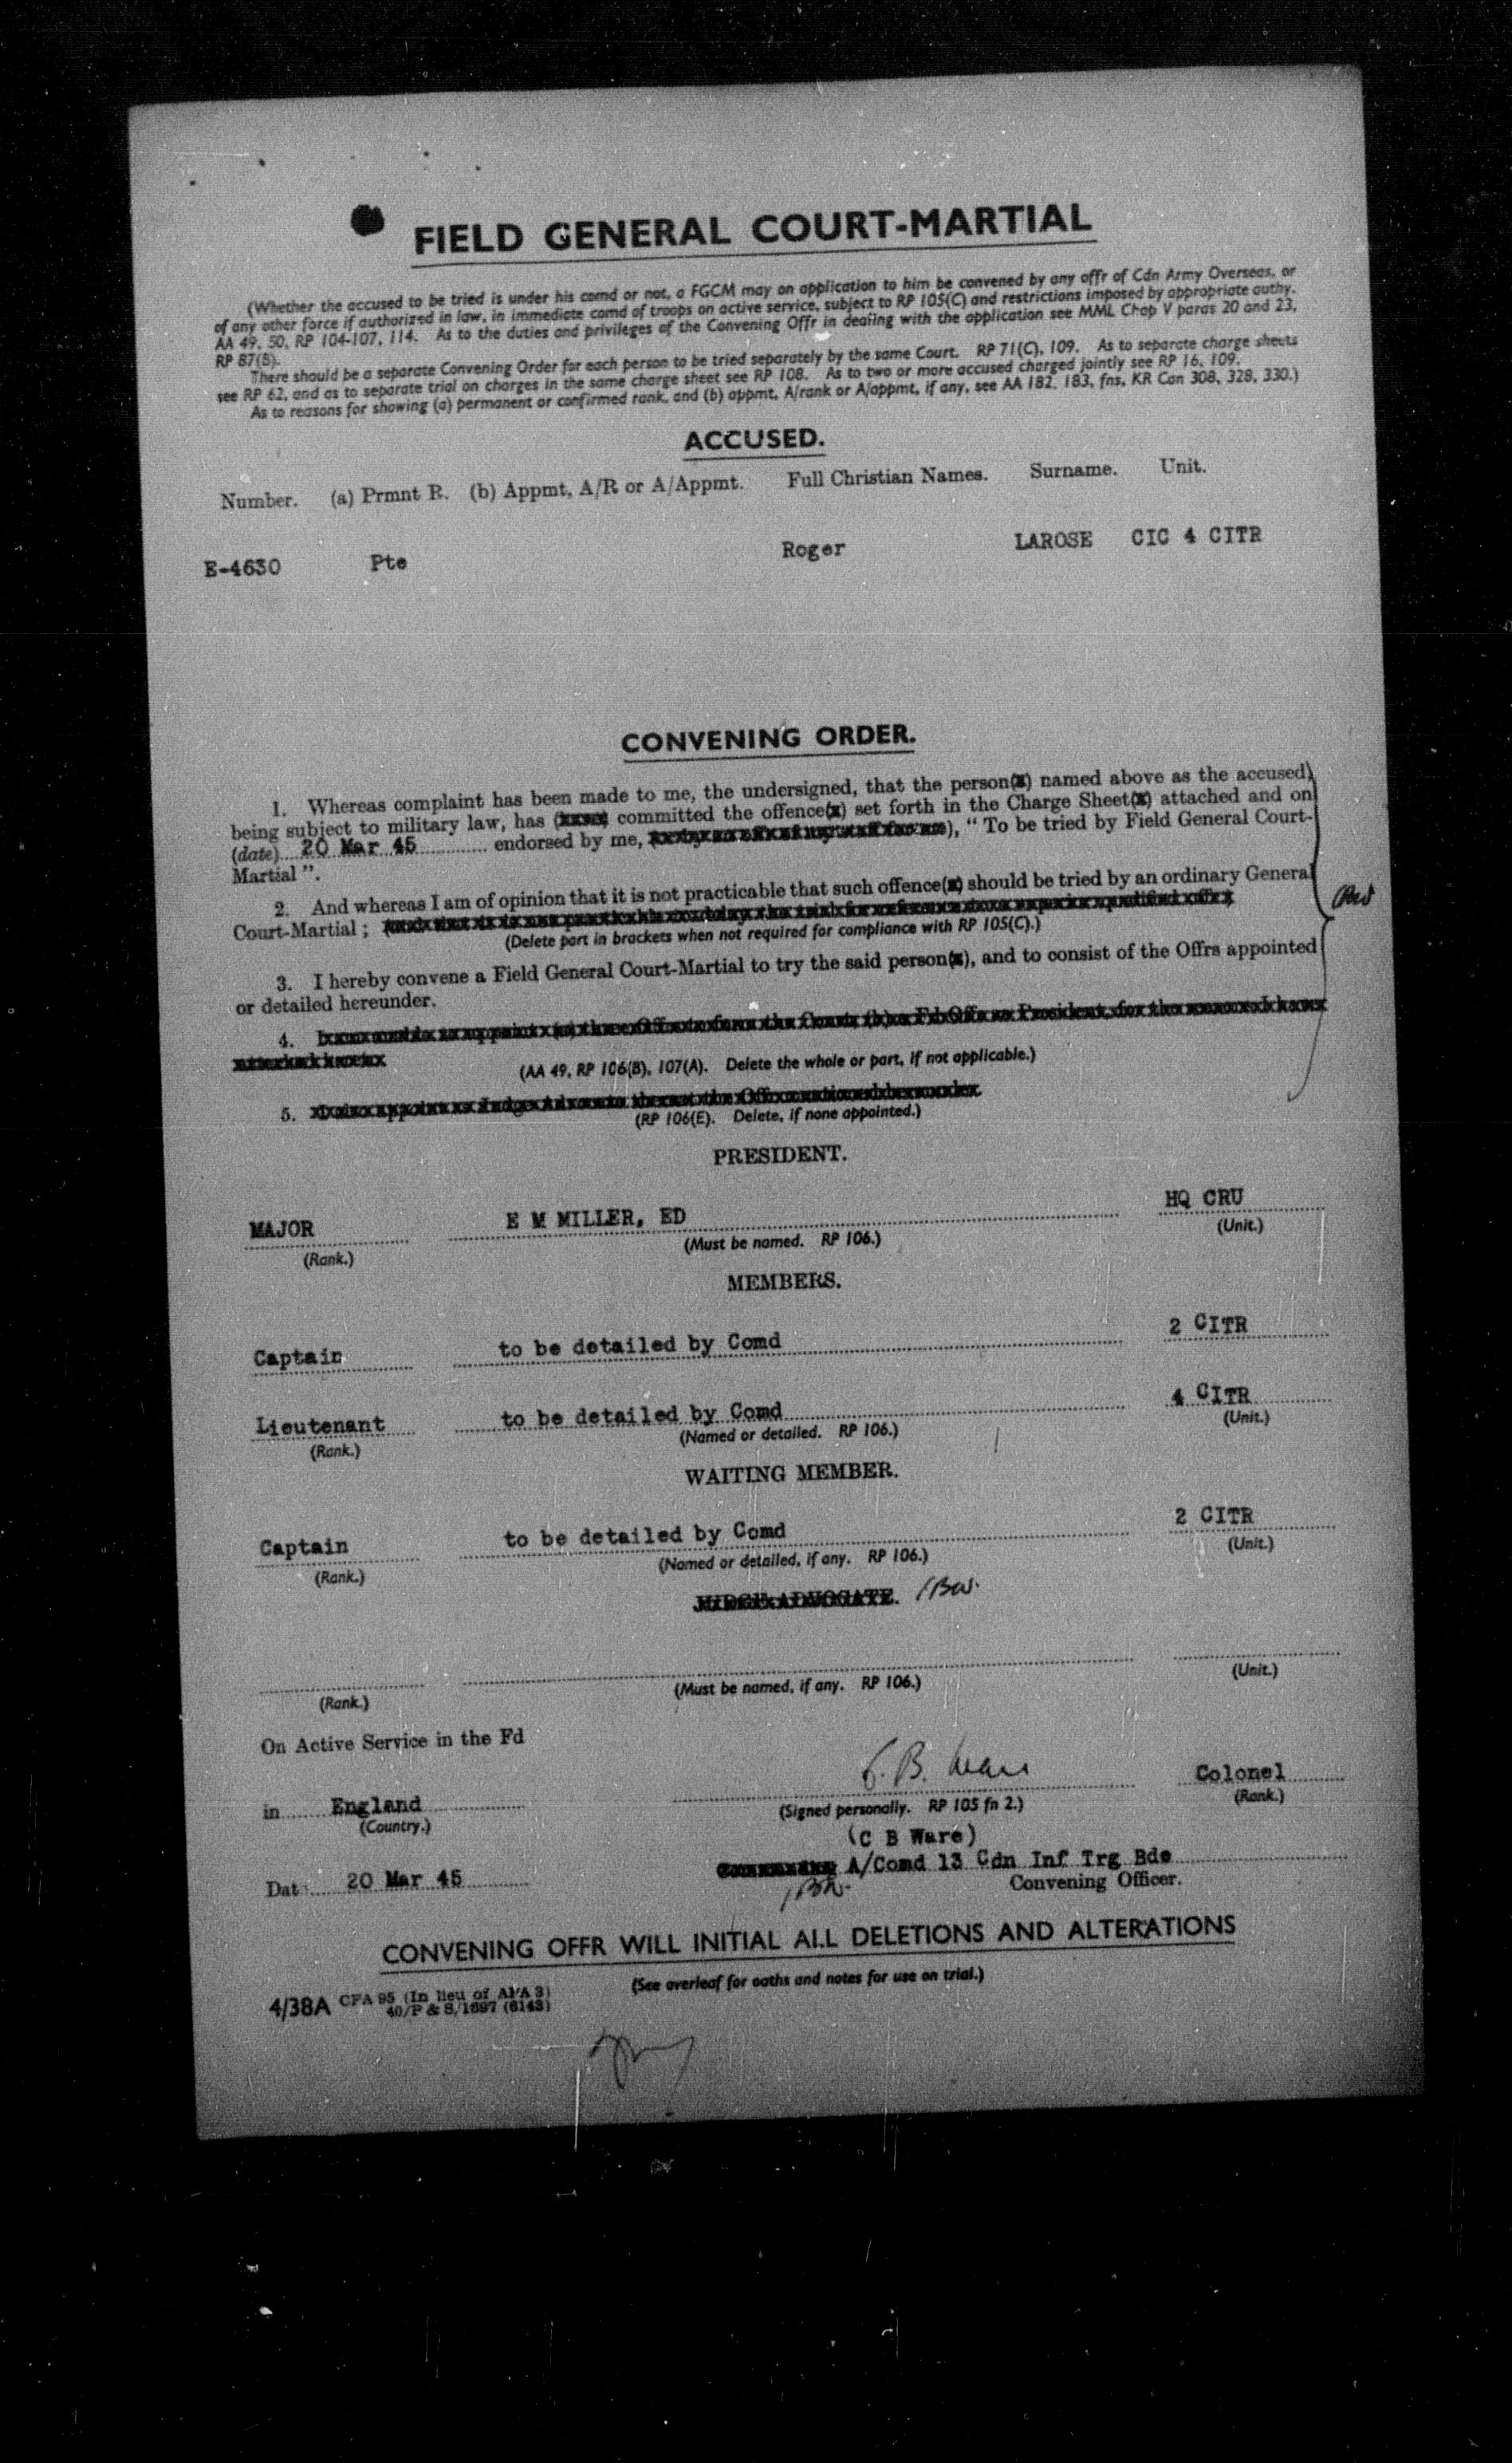 FIELD GENERAL COURT-MARTIAL
(Whether the accused to be tried is under his comd or not, a FGCM may on application to him be convened by any offr of Cdn Army Overseas, or
of any other force if authorized in law, in immediate comd of troops on active service, subject to RP 105(C) and restrictions imposed by appropriate authy.
AA 49, 50, RP 104-107, 114. As to the duties and privileges of the Convening Offr in dealing with the application see MML Chap V paras 20 and 23,
RP 87(B).
There should be a separate Convening Order for each person to be tried separately by the same Court. RP 71(C), 109. As to separate charge sheets
see RP 62, and as to separate trial on charges in the same charge sheet see RP 108. As to two or more accused charged jointly see RP 16, 109.
As to reasons for showing (a) permanent or confirmed rank, and (b) appmt, A/rank or A/appmt, if any, see AA 182, 183, fns, KR Can 308, 328, 330.)
ACCUSED.
Number. (a) Prmnt R. (b) Appmt, A/R or A/Appmt. Full Christian Names. Surname. Unit.
E-4630 Pte Roger LAROSE CIC 4 CITR
CONVENING ORDER.
1. Whereas complaint has been made to me, the undersigned, that the person( ) named above as the accused,
being subject to military law, has ( ) committed the offence( ) set forth in the Charge Sheet( ) attached and on
(date) 20 Mar 45 endorsed by me, ), "To be tried by Field General Court-
Martial".
2. And whereas I am of opinion that it is not practicable that such offence( ) should be tried by an ordinary General
Court-Martial ;
(Delete part in brackets when not required for compliance with RP 105(C).)
3. I hereby convene a Field General Court-Martial to try the said person( ), and to consist of the Offrs appointed
or detailed hereunder.
4.
(AA 49, RP 106(B), 107(A). Delete the whole or part, if not applicable.)
5.
(RP 106(E). Delete, if none appointed.)
PRESIDENT.
MAJOR E M MILLER, ED HQ CRU
(Rank.) (Must be named. RP 106.) (Unit.)
MEMBERS.
Captain to be detailed by Comd 2 CITR
Lieutenant to be detailed by Comd 4 CITR
(Rank.) (Named or detailed. RP 106.) (Unit.)
WAITING MEMBER.
Captain to be detailed by Comd 2 CITR
(Rank.) (Named or detailed, if any. RP 106.) (Unit.)
JUDGE ADVOCATE.
(Rank.) (Must be named, if any. RP 106.) (Unit.)
On Active Service in the Fd
C. B. Ware Colonel
in England (Signed personally. RP 105 fn 2.) (Rank.)
(Country.) (C B Ware)
A/Comd 13 Cdn Inf Trg Bde
Dat 20 Mar 45 Convening Officer.
CONVENING OFFR WILL INITIAL ALL DELETIONS AND ALTERATIONS
(See overleaf for oaths and notes for use on trial.)
4/38A CFA 95 (In lieu of AFA 3)
40/P & S/1697 (6143)